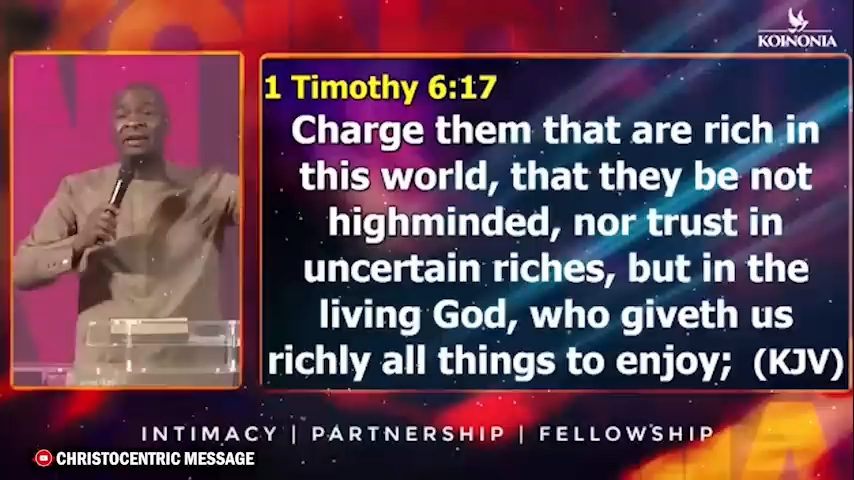 KOINONIA
1 Timothy 6:17
Charge them that are rich in
this world, that they be not
highminded, nor trust in
uncertain riches, but in the
living God, who giveth us
richly all things to enjoy; (KJV)
INTIMACY | PARTNERSHIP | FELLOWSHIP
CHRISTOCENTRIC MESSAGE